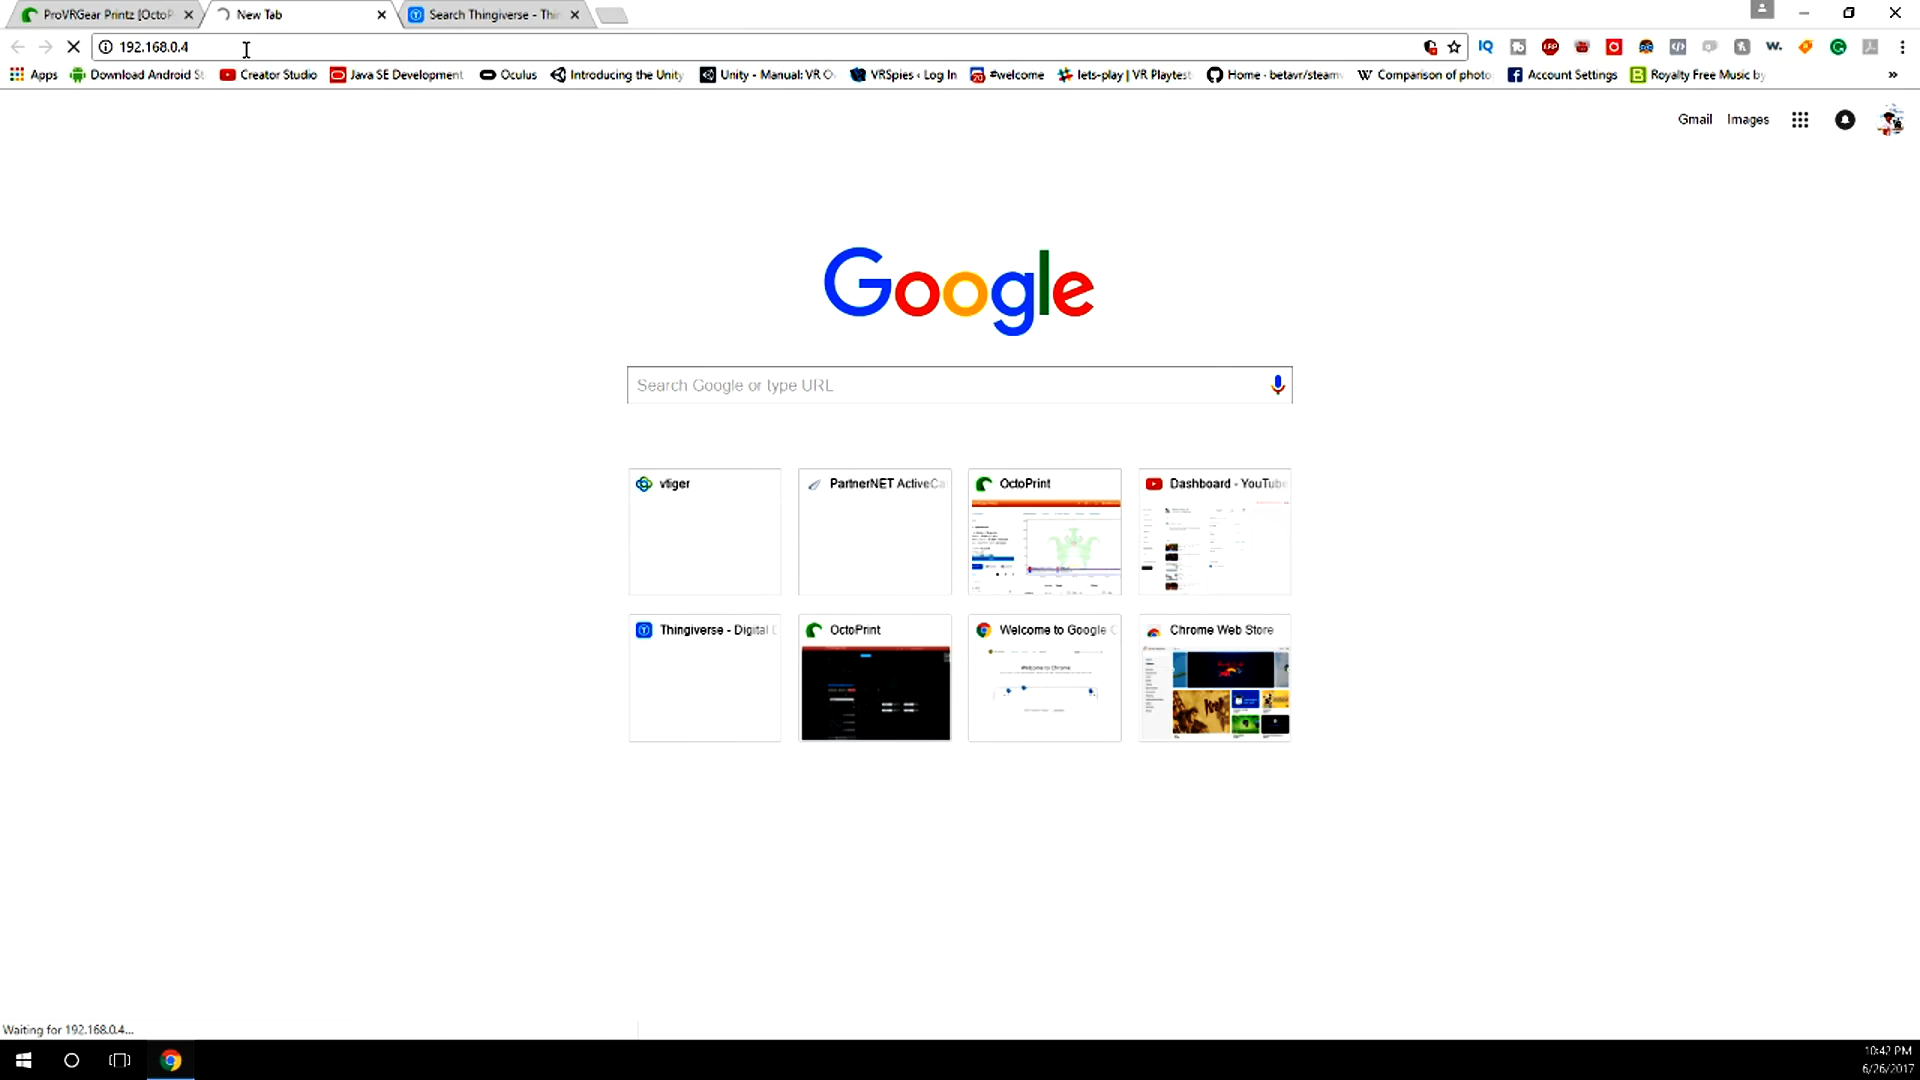 ProVRGear Printz [OctoP
New Tab
Search Thingiverse - Thin
192.168.0.4
IQ
W.
Apps
Download Android St
Creator Studio
Java SE Development
Oculus
Introducing the Unity
Unity - Manual: VR O
VRSpies ‹ Log In
#welcome
lets-play | VR Playtest
Home · betavr/steam
W Comparison of photo
Account Settings
Royalty Free Music by
»
Gmail
Images
Google
Search Google or type URL
vtiger
PartnerNET ActiveCa
OctoPrint
Dashboard - YouTube
Thingiverse - Digital D
OctoPrint
Welcome to Google C
Chrome Web Store
Waiting for 192.168.0.4...
10:42 PM
6/26/2017